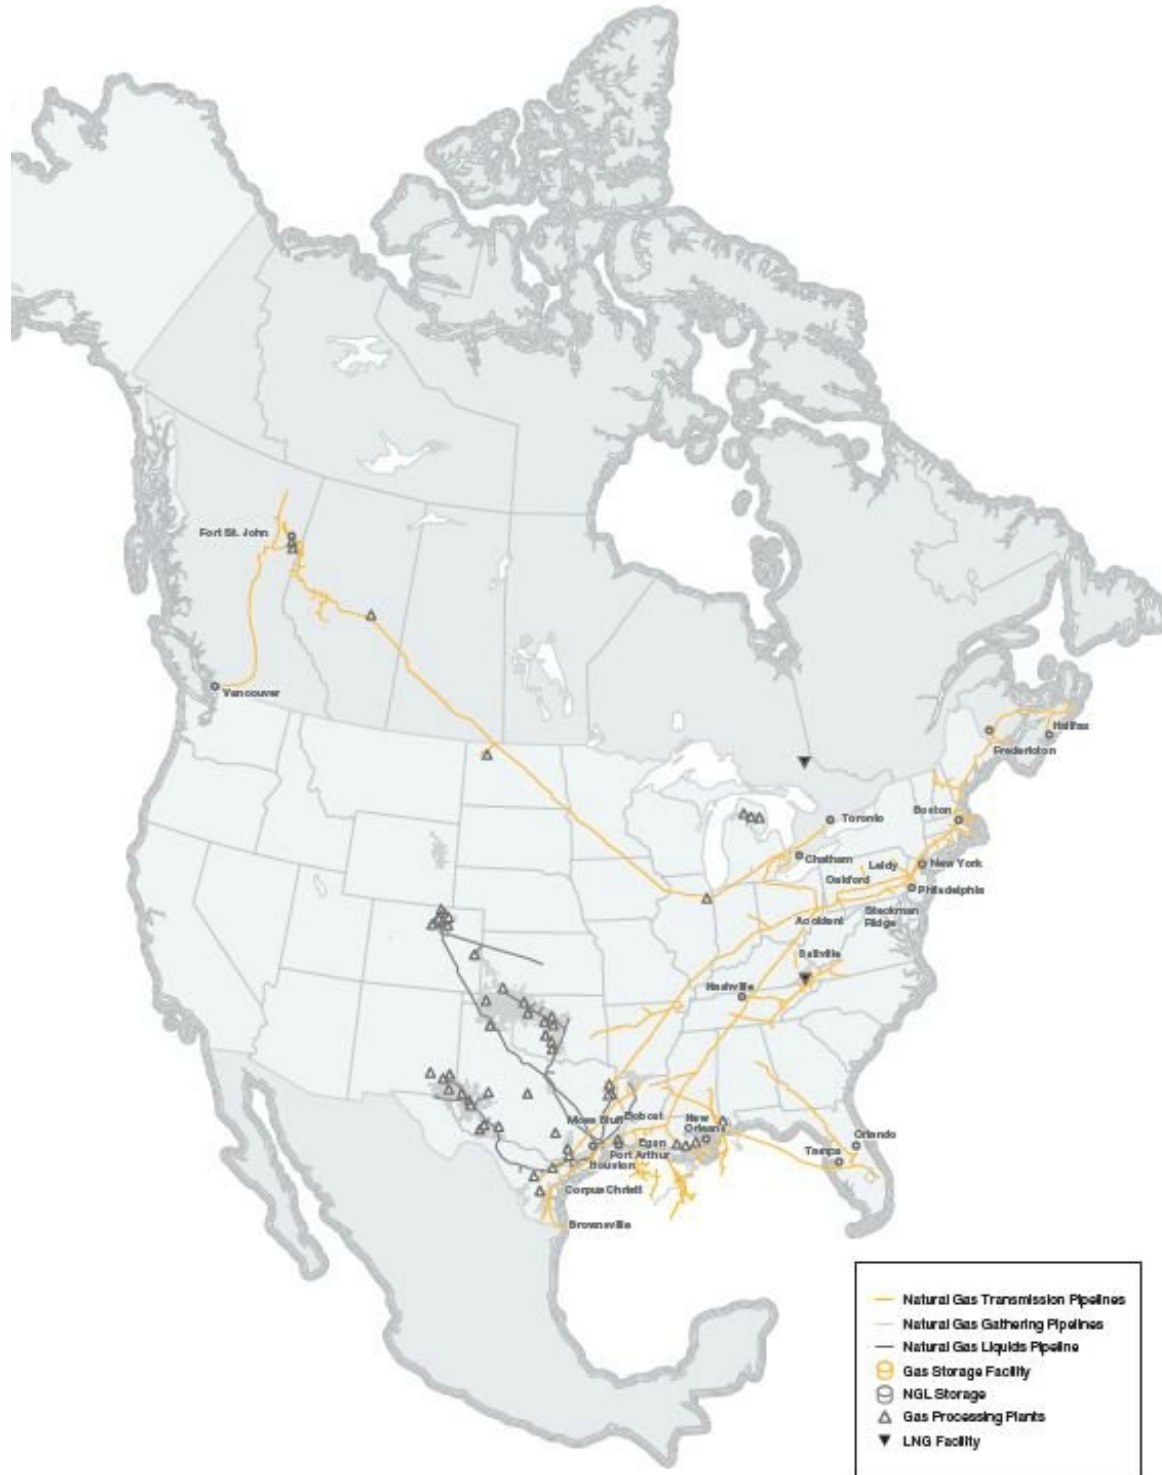 Fort St. John
Vancouver
Halifax
Fredericton
Boston
Toronto
Chatham
Leidy
New York
Oakford
Philadelphia
Accident
Steckman
Ridge
Saltville
Nashville
Moss Bluff
Bobcat
New
Orleans
Egan
Port Arthur
Houston
Orlando
Tampa
Corpus Christi
Brownsville
Natural Gas Transmission Pipelines
Natural Gas Gathering Pipelines
Natural Gas Liquids Pipeline
Gas Storage Facility
NGL Storage
Gas Processing Plants
LNG Facility